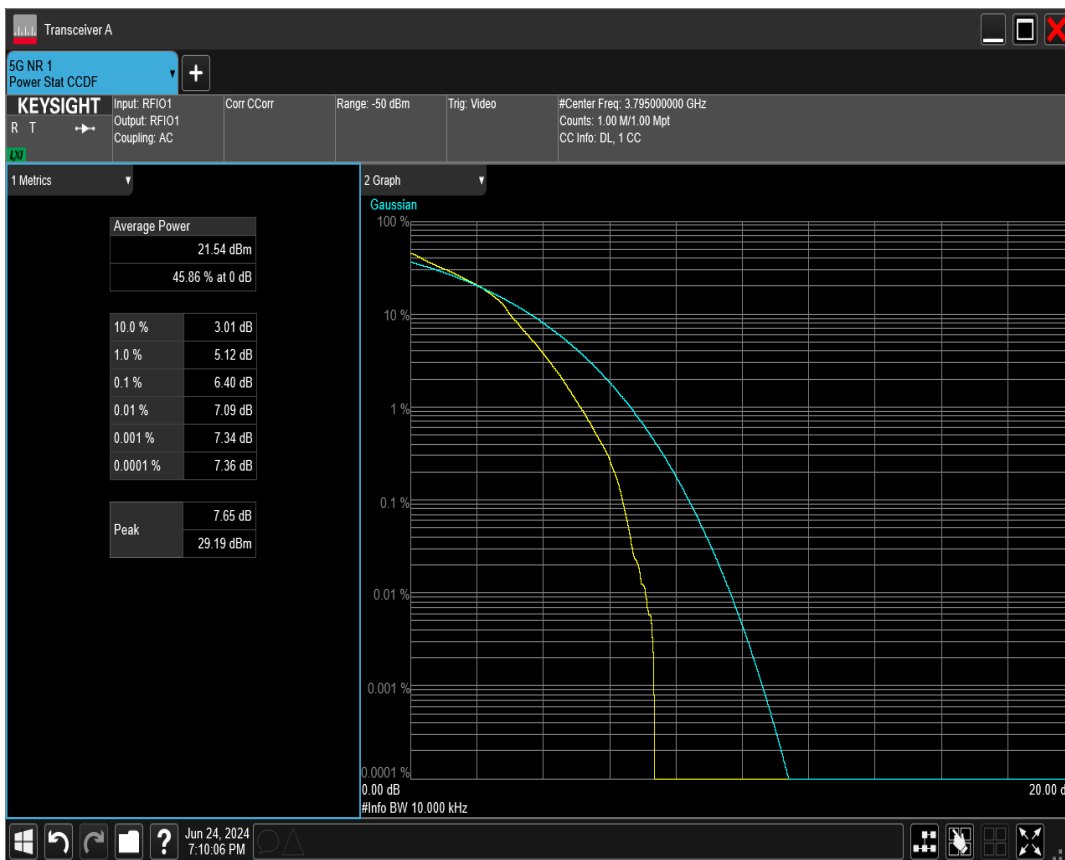 Transceiver A
5G NR 1
Power Stat CCDF
KEYSIGHT
R T
LXI
Input: RFIO1
Output: RFIO1
Coupling: AC
Corr CCorr
Range: -50 dBm
Trig: Video
#Center Freq: 3.795000000 GHz
Counts: 1.00 M/1.00 Mpt
CC Info: DL, 1 CC
1 Metrics
Average Power
21.54 dBm
45.86 % at 0 dB
10.0 % 3.01 dB
1.0 % 5.12 dB
0.1 % 6.40 dB
0.01 % 7.09 dB
0.001 % 7.34 dB
0.0001 % 7.36 dB
Peak
7.65 dB
29.19 dBm
2 Graph
Gaussian
100 %
10 %
1 %
0.1 %
0.01 %
0.001 %
0.0001 %
0.00 dB
20.00 d
#Info BW 10.000 kHz
?
Jun 24, 2024
7:10:06 PM